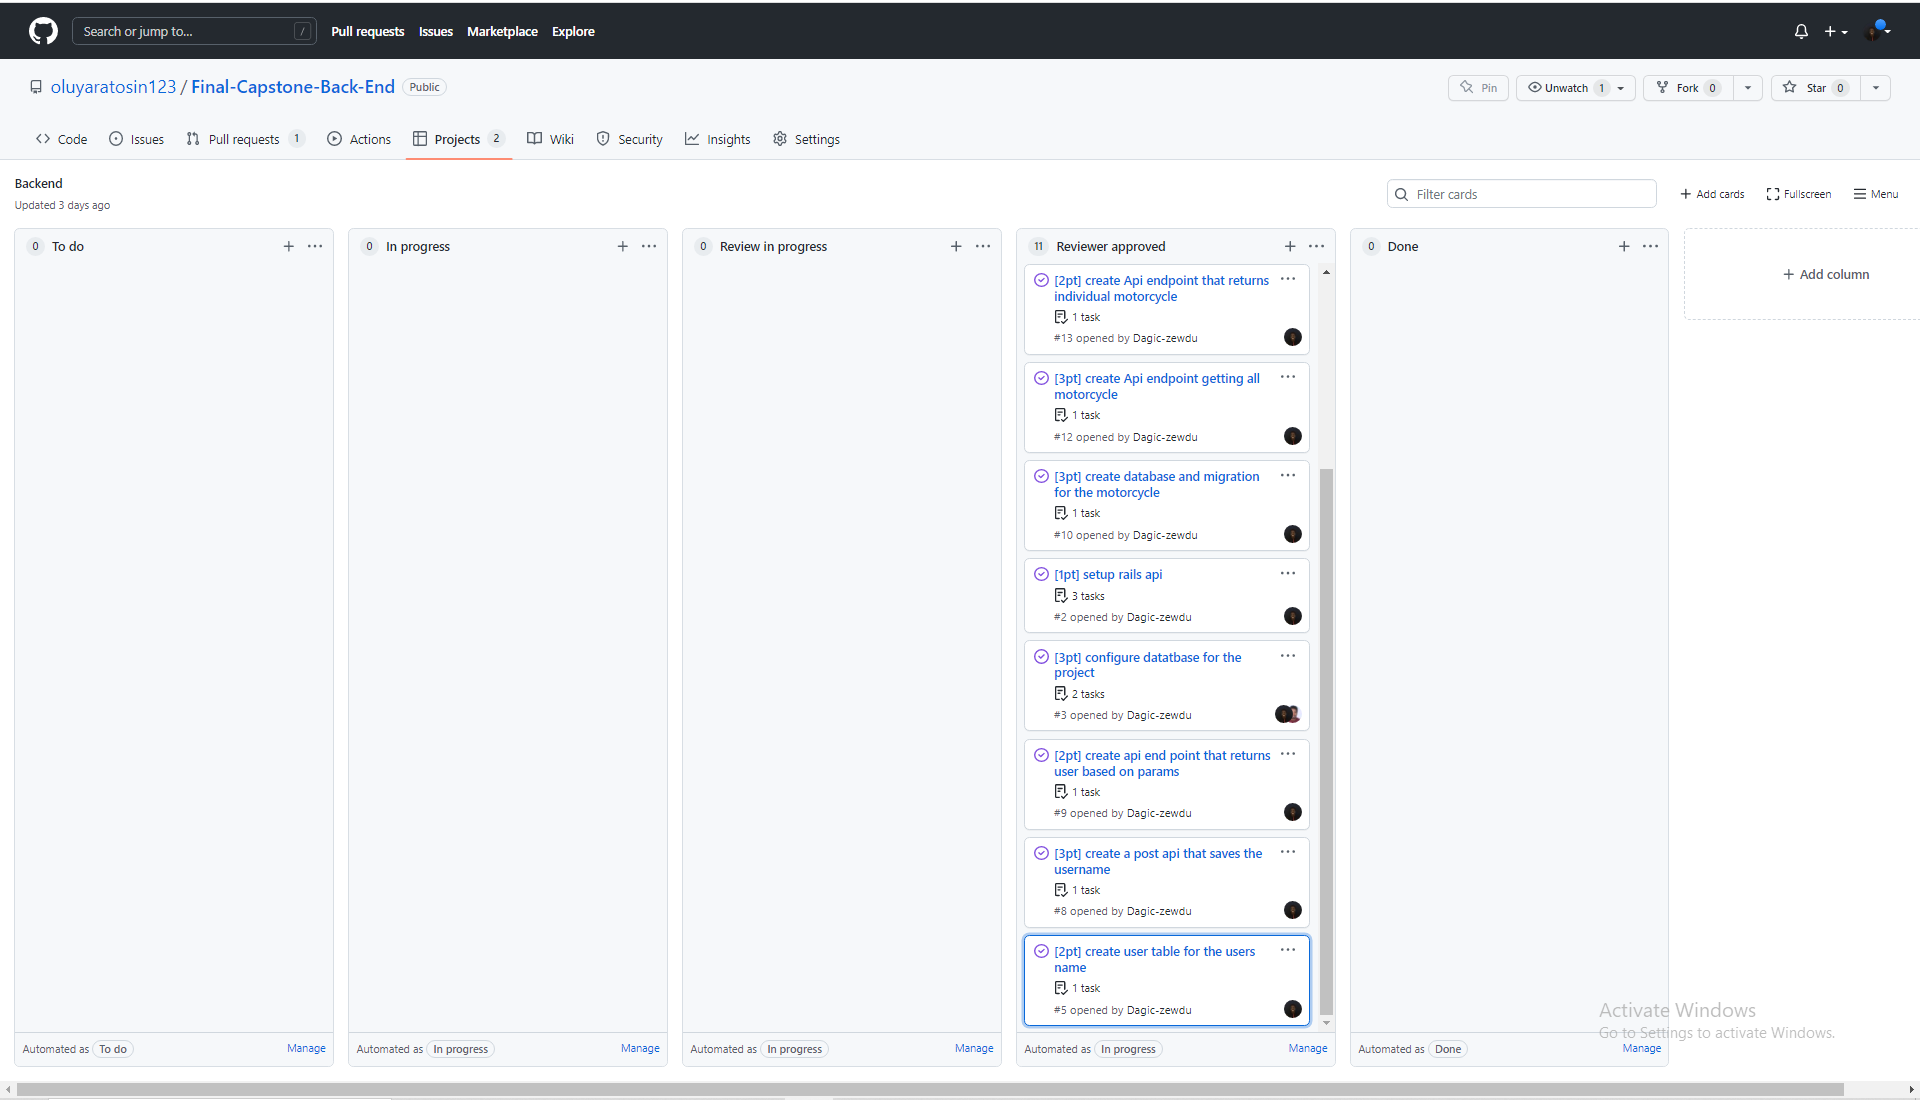 Search or jump to... /
Pull requests Issues Marketplace Explore
oluyaratosin123 / Final-Capstone-Back-End Public
Pin Unwatch 1 Fork 0 Star 0
Code Issues Pull requests 1 Actions Projects 2 Wiki Security Insights Settings
Backend
Updated 3 days ago
Filter cards
Add cards Fullscreen Menu
0 To do
Automated as To do Manage
0 In progress
Automated as In progress Manage
0 Review in progress
Automated as In progress Manage
11 Reviewer approved
[2pt] create Api endpoint that returns
individual motorcycle
1 task
#13 opened by Dagic-zewdu
[3pt] create Api endpoint getting all
motorcycle
1 task
#12 opened by Dagic-zewdu
[3pt] create database and migration
for the motorcycle
1 task
#10 opened by Dagic-zewdu
[1pt] setup rails api
3 tasks
#2 opened by Dagic-zewdu
[3pt] configure datatbase for the
project
2 tasks
#3 opened by Dagic-zewdu
[2pt] create api end point that returns
user based on params
1 task
#9 opened by Dagic-zewdu
[3pt] create a post api that saves the
username
1 task
#8 opened by Dagic-zewdu
[2pt] create user table for the users
name
1 task
#5 opened by Dagic-zewdu
Automated as In progress Manage
0 Done
Automated as Done Manage
Add column
Activate Windows
Go to Settings to activate Windows.